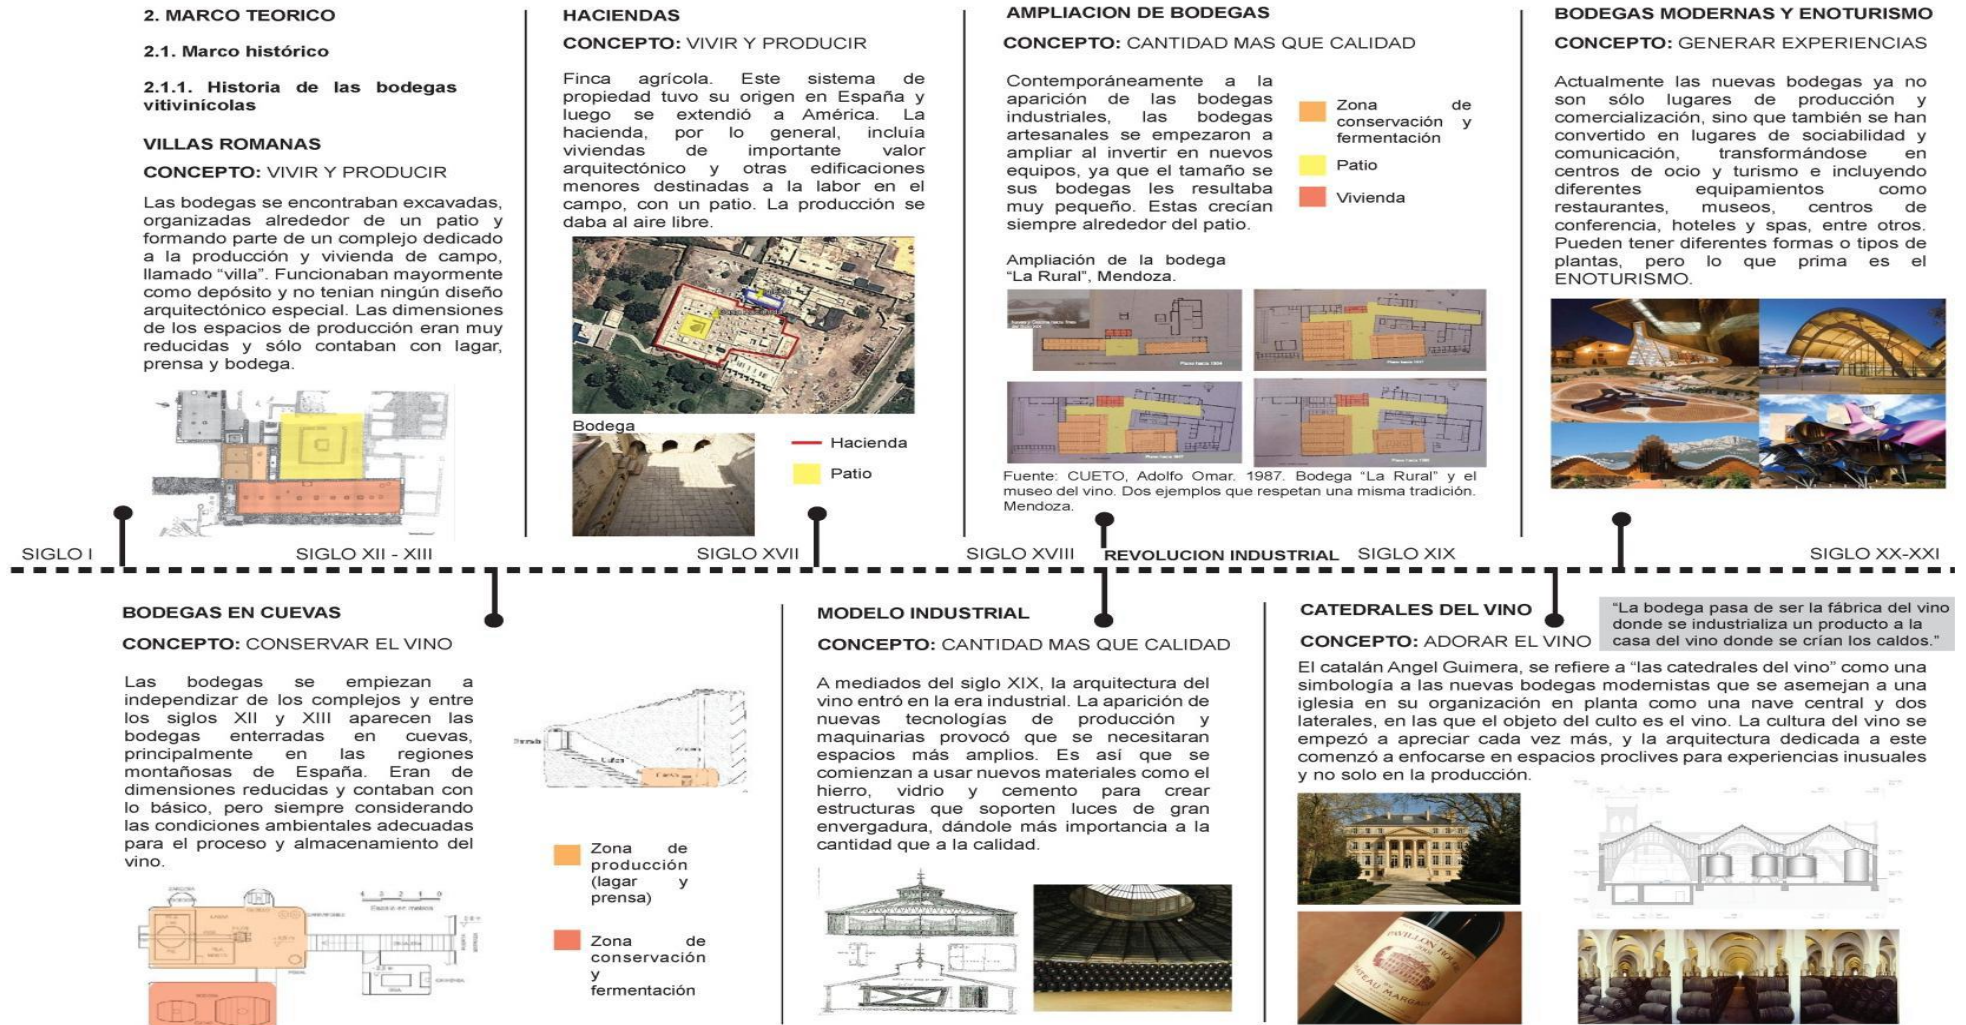 2. MARCO TEORICO
2.1. Marco histórico
2.1.1. Historia de las bodegas
vitivinícolas
VILLAS ROMANAS
CONCEPTO: VIVIR Y PRODUCIR
Las bodegas se encontraban excavadas,
organizadas alrededor de un patio y
formando parte de un complejo dedicado
a la producción y vivienda de campo,
llamado “villa”. Funcionaban mayormente
como depósito y no tenian ningún diseño
arquitectónico especial. Las dimensiones
de los espacios de producción eran muy
reducidas y sólo contaban con lagar,
prensa y bodega.
HACIENDAS
CONCEPTO: VIVIR Y PRODUCIR
Finca agrícola. Este sistema de
propiedad tuvo su origen en España y
luego se extendió a América. La
hacienda, por lo general, incluía
viviendas de importante valor
arquitectónico y otras edificaciones
menores destinadas a la labor en el
campo, con un patio. La producción se
daba al aire libre.
Bodega
Hacienda
Patio
AMPLIACION DE BODEGAS
CONCEPTO: CANTIDAD MAS QUE CALIDAD
Contemporáneamente a la
aparición de las bodegas
industriales, las bodegas
artesanales se empezaron a
ampliar al invertir en nuevos
equipos, ya que el tamaño se
sus bodegas les resultaba
muy pequeño. Estas crecían
siempre alrededor del patio.
Zona de
conservación y
fermentación
Patio
Vivienda
Ampliación de la bodega
“La Rural”, Mendoza.
Fuente: CUETO, Adolfo Omar. 1987. Bodega “La Rural” y el
museo del vino. Dos ejemplos que respetan una misma tradición.
Mendoza.
BODEGAS MODERNAS Y ENOTURISMO
CONCEPTO: GENERAR EXPERIENCIAS
Actualmente las nuevas bodegas ya no
son sólo lugares de producción y
comercialización, sino que también se han
convertido en lugares de sociabilidad y
comunicación, transformándose en
centros de ocio y turismo e incluyendo
diferentes equipamientos como
restaurantes, museos, centros de
conferencia, hoteles y spas, entre otros.
Pueden tener diferentes formas o tipos de
plantas, pero lo que prima es el
ENOTURISMO.
SIGLO I
SIGLO XII - XIII
SIGLO XVII
SIGLO XVIII
REVOLUCION INDUSTRIAL
SIGLO XIX
SIGLO XX-XXI
BODEGAS EN CUEVAS
CONCEPTO: CONSERVAR EL VINO
Las bodegas se empiezan a
independizar de los complejos y entre
los siglos XII y XIII aparecen las
bodegas enterradas en cuevas,
principalmente en las regiones
montañosas de España. Eran de
dimensiones reducidas y contaban con
lo básico, pero siempre considerando
las condiciones ambientales adecuadas
para el proceso y almacenamiento del
vino.
Zona de
producción
(lagar y
prensa)
Zona de
conservación
y
fermentación
MODELO INDUSTRIAL
CONCEPTO: CANTIDAD MAS QUE CALIDAD
A mediados del siglo XIX, la arquitectura del
vino entró en la era industrial. La aparición de
nuevas tecnologías de producción y
maquinarias provocó que se necesitaran
espacios más amplios. Es así que se
comienzan a usar nuevos materiales como el
hierro, vidrio y cemento para crear
estructuras que soporten luces de gran
envergadura, dándole más importancia a la
cantidad que a la calidad.
CATEDRALES DEL VINO
CONCEPTO: ADORAR EL VINO
“La bodega pasa de ser la fábrica del vino
donde se industrializa un producto a la
casa del vino donde se crían los caldos.”
El catalán Angel Guimera, se refiere a “las catedrales del vino” como una
simbología a las nuevas bodegas modernistas que se asemejan a una
iglesia en su organización en planta como una nave central y dos
laterales, en las que el objeto del culto es el vino. La cultura del vino se
empezó a apreciar cada vez más, y la arquitectura dedicada a este
comenzó a enfocarse en espacios proclives para experiencias inusuales
y no solo en la producción.
PAVILLON ROUGE